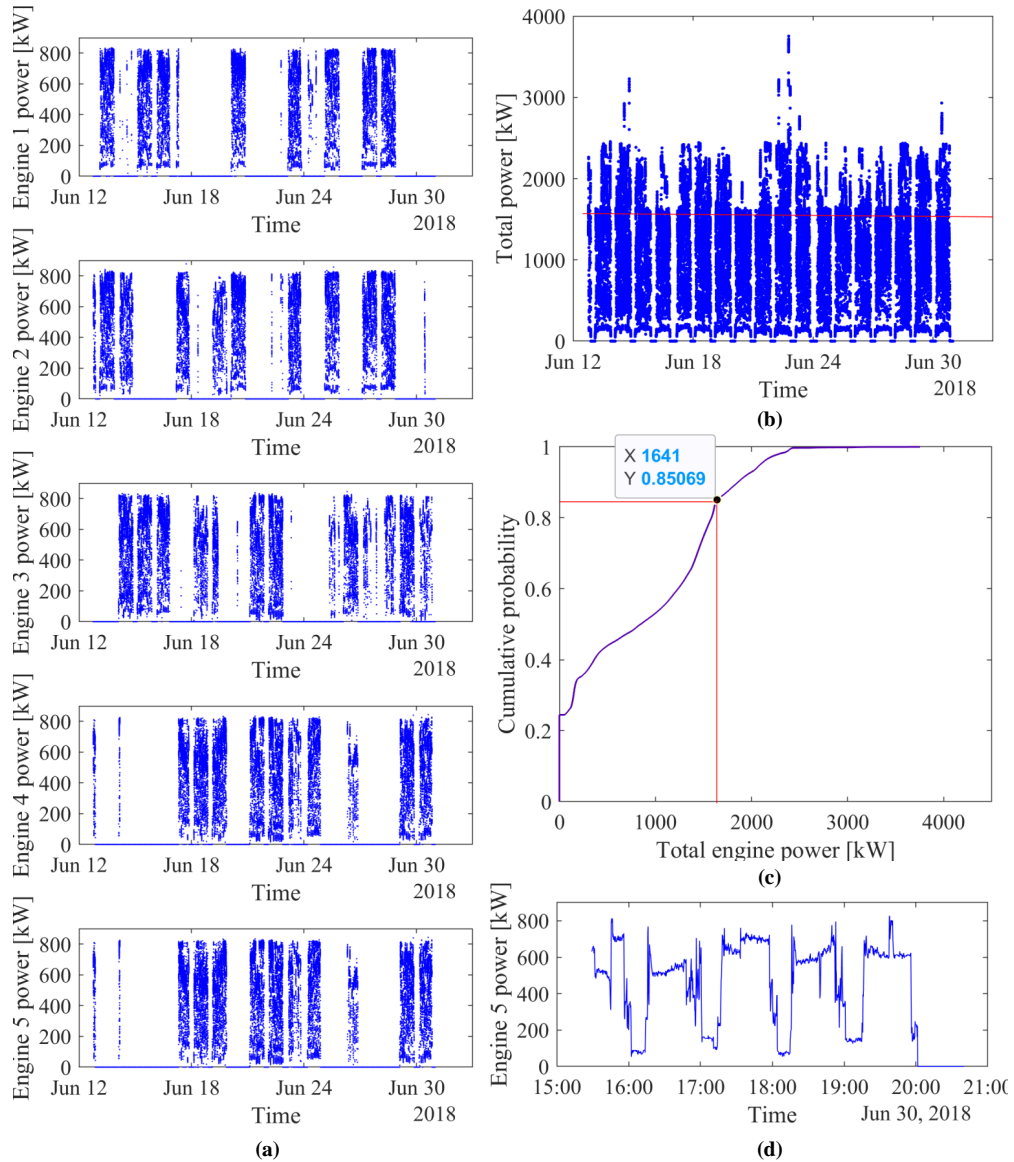 Engine 1 power [kW]
800
600
400
200
0
Jun 12
Jun 18
Jun 24
Jun 30
Time
2018
Engine 2 power [kW]
800
600
400
200
0
Jun 12
Jun 18
Jun 24
Jun 30
Time
2018
Engine 3 power [kW]
800
600
400
200
0
Jun 12
Jun 18
Jun 24
Jun 30
Time
2018
Engine 4 power [kW]
800
600
400
200
0
Jun 12
Jun 18
Jun 24
Jun 30
Time
2018
Engine 5 power [kW]
800
600
400
200
0
Jun 12
Jun 18
Jun 24
Jun 30
Time
2018
(a)
Total power [kW]
4000
3000
2000
1000
0
Jun 12
Jun 18
Jun 24
Jun 30
Time
2018
(b)
Cumulative probability
1
0.8
0.6
0.4
0.2
0
X 1641
Y 0.85069
0
1000
2000
3000
4000
Total engine power [kW]
(c)
Engine 5 power [kW]
800
600
400
200
0
15:00
16:00
17:00
18:00
19:00
20:00
21:00
Time
Jun 30, 2018
(d)